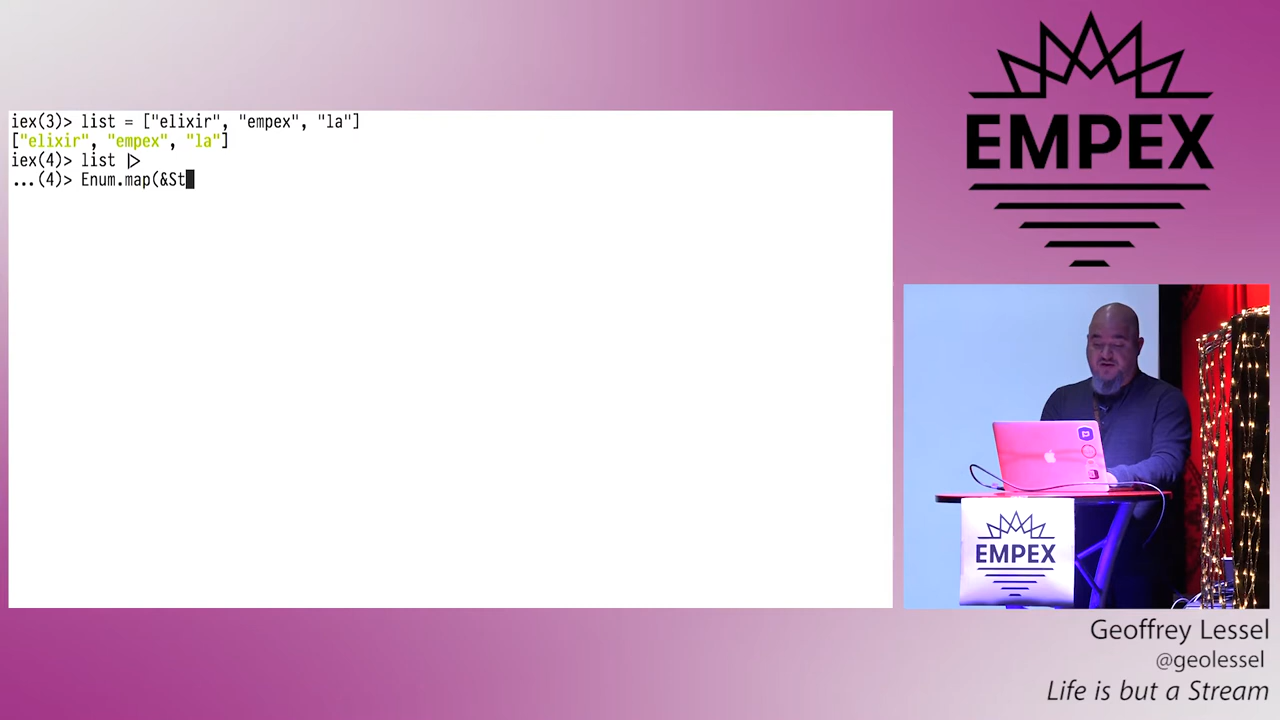 iex(3)> list = ["elixir", "empex", "la"]
["elixir", "empex", "la"]
iex(4)> list |>
...(4)> Enum.map(&St
EMPEX
EMPEX
Geoffrey Lessel
@geolessel
Life is but a Stream